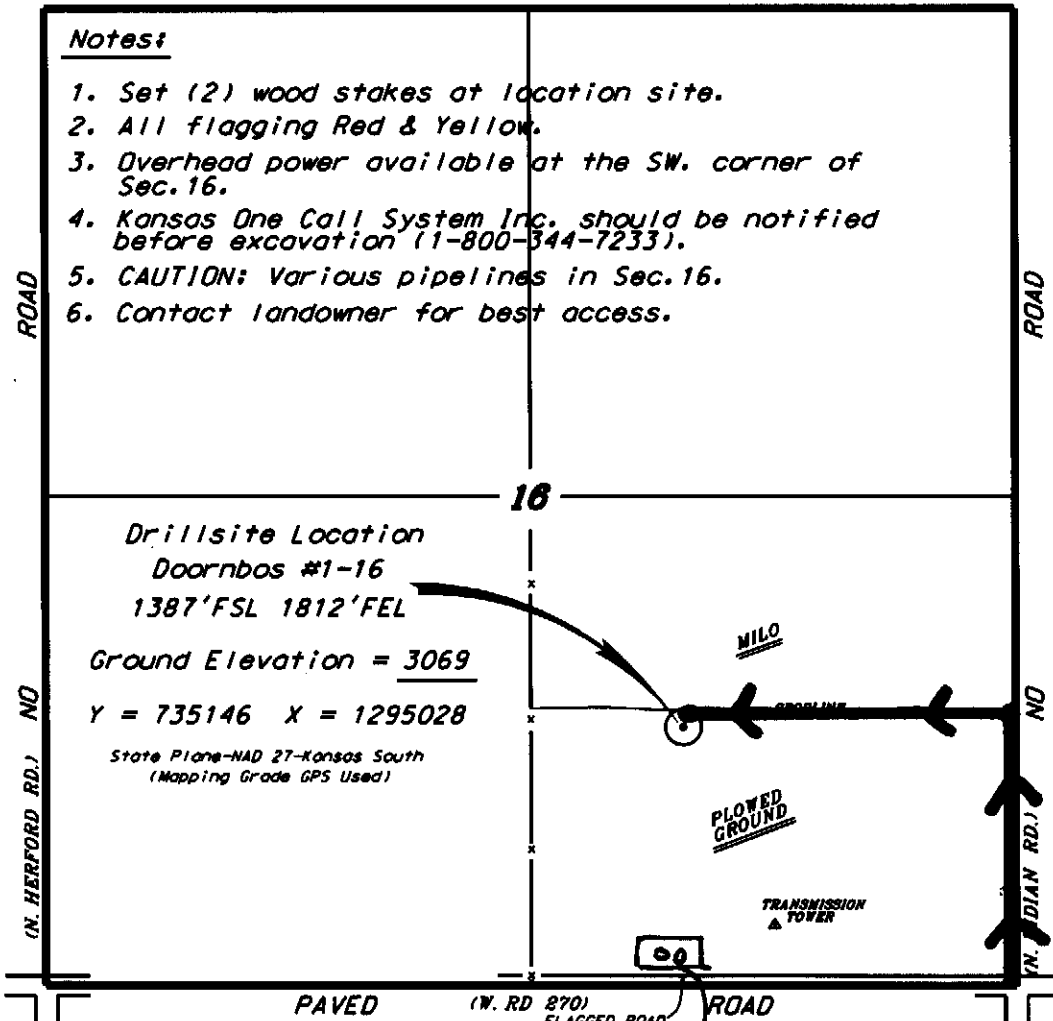 Notes:
1. Set (2) wood stakes at location site.
2. All flagging Red & Yellow.
3. Overhead power available at the SW. corner of
Sec.16.
4. Kansas One Call System Inc. should be notified
before excavation (1-800-344-7233).
5. CAUTION: Various pipelines in Sec.16.
6. Contact landowner for best access.
ROAD
ROAD
16
Drillsite Location
Doornbos #1-16
1387'FSL 1812'FEL
Ground Elevation = 3069
Y = 735146 X = 1295028
State Plane-NAD 27-Kansas South
(Mapping Grade GPS Used)
MILO
NO
NO
PLOWED
GROUND
(N. HERFORD RD.)
TRANSMISSION
TOWER
(N. DIAN RD.)
PAVED
(W. RD 270)
ROAD
FLAGGED ROAD